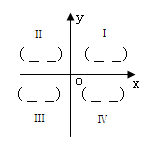 y
II I
(_ _) (_ _)
O x
(_ _) (_ _)
III IV